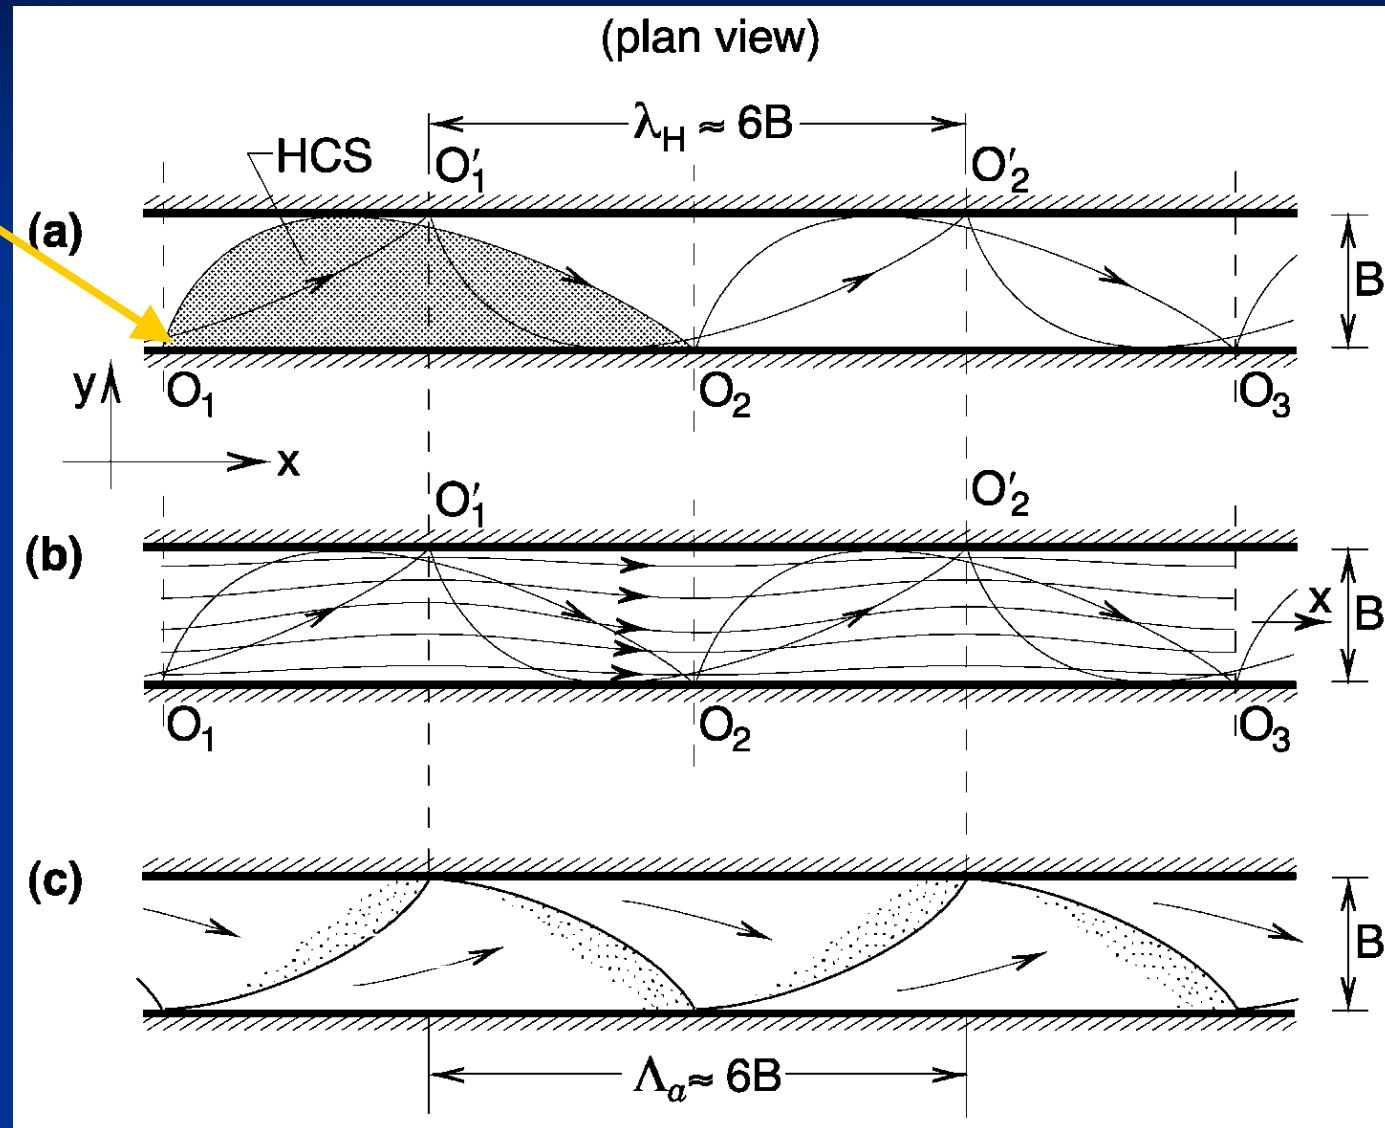 (plan view)
λH ≈ 6B
HCS
O′1
O′2
(a)
B
O1
O2
O3
y
x
O′1
O′2
(b)
x
B
O1
O2
O3
(c)
B
Λa ≈ 6B